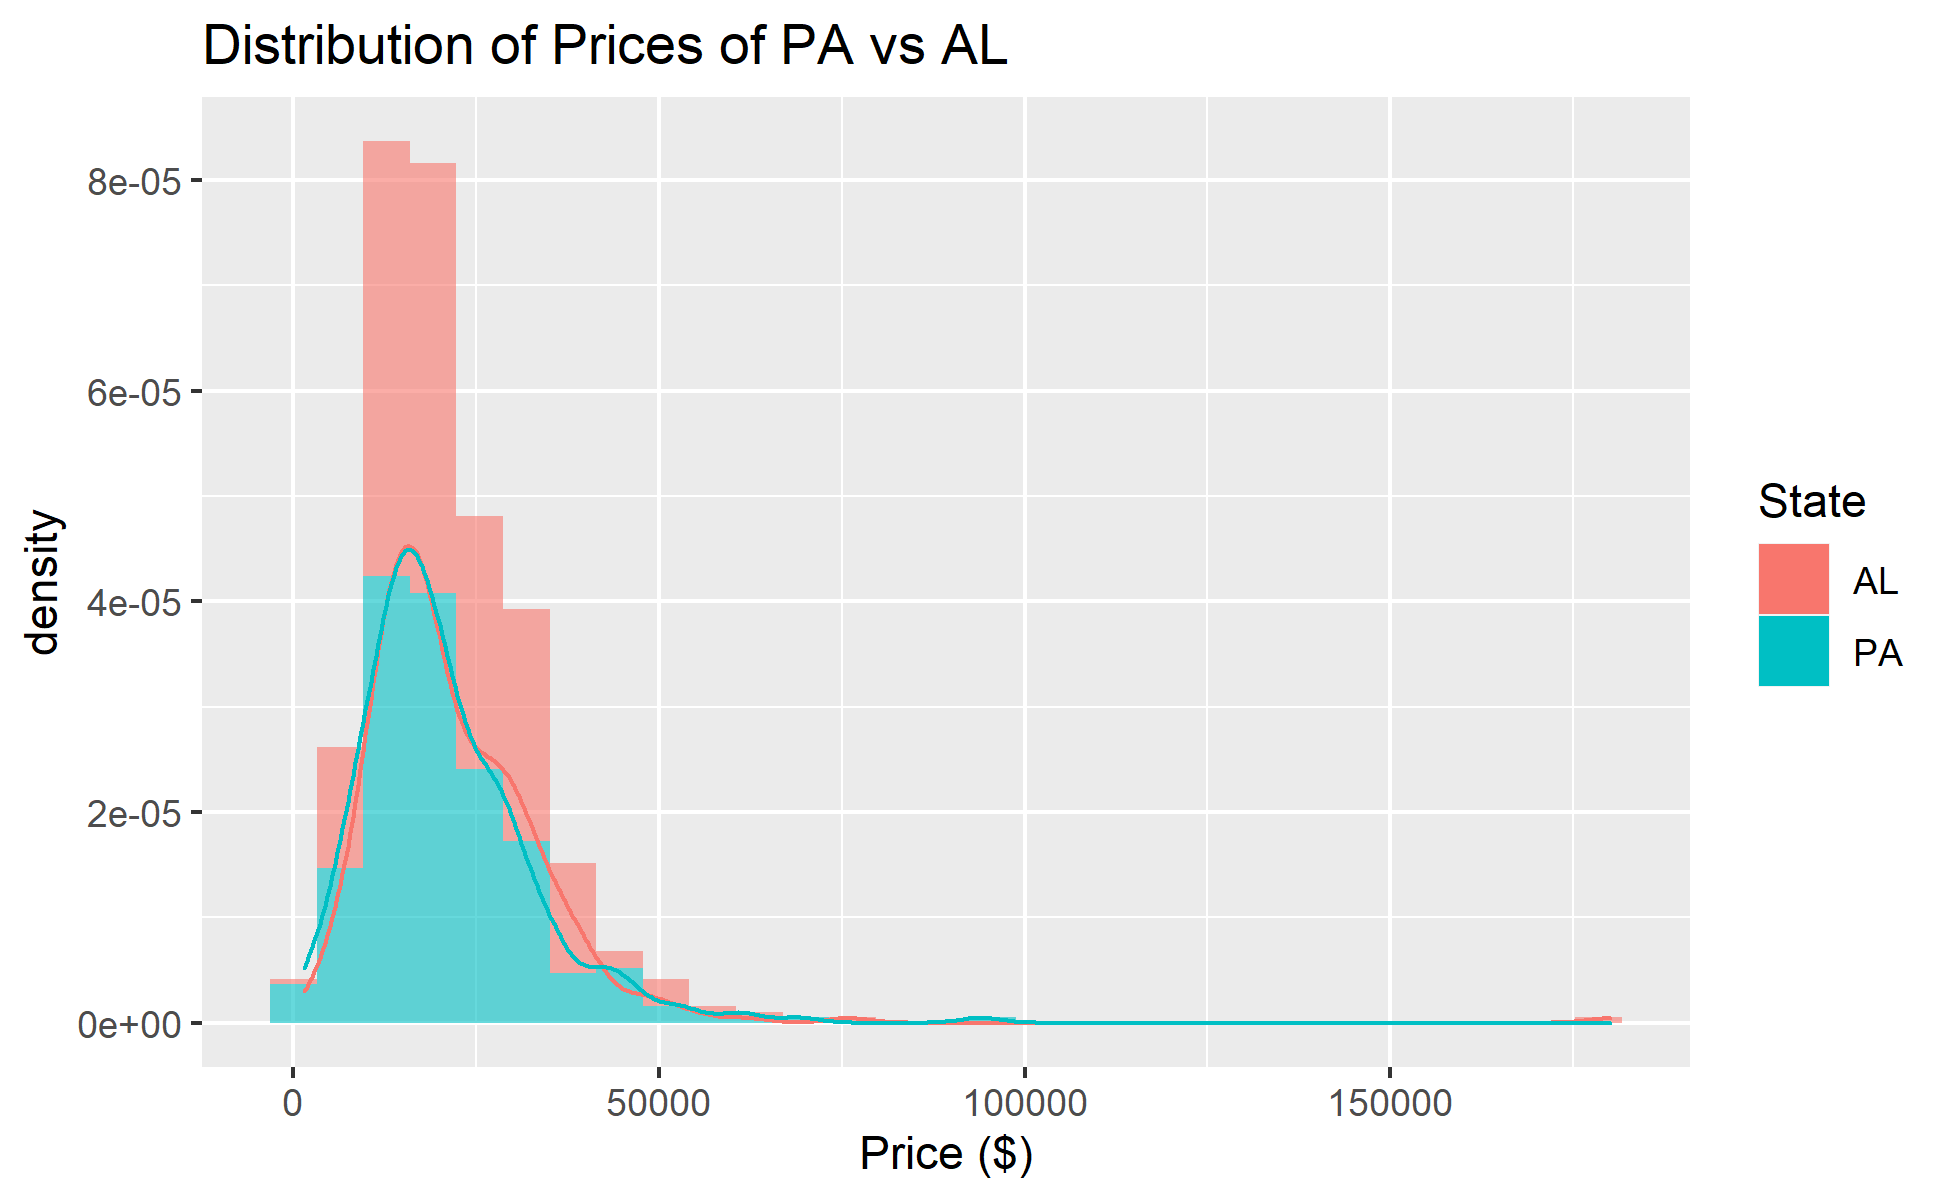 Distribution of Prices of PA vs AL
8e-05
6e-05
4e-05
2e-05
0e+00
density
0
50000
100000
150000
Price ($)
State
AL
PA